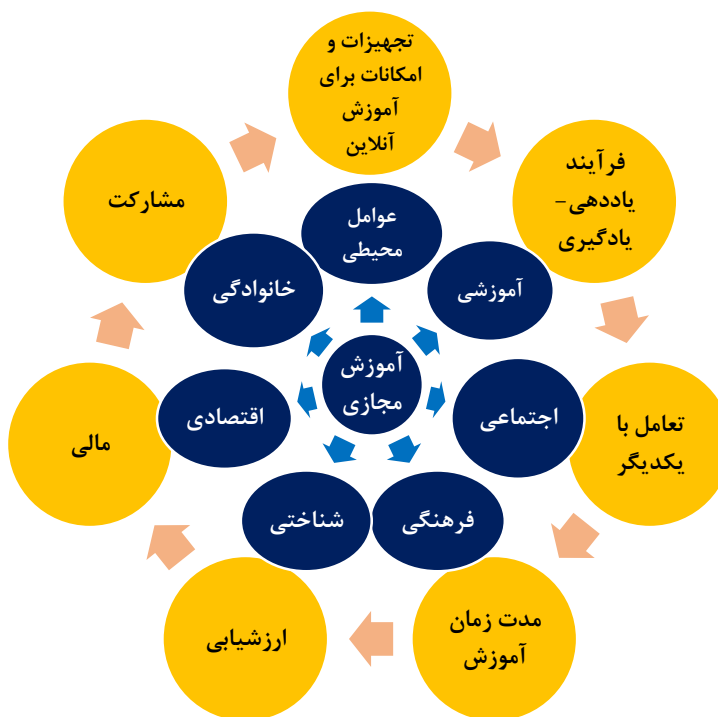 تجهیزات و
امکانات برای
آموزش
آنلاین
فرآیند
یاددهی-
یادگیری
تعامل با
یکدیگر
مدت زمان
آموزش
ارزشیابی
مالی
مشارکت
عوامل
محیطی
آموزشی
اجتماعی
فرهنگی
شناختی
اقتصادی
خانوادگی
آموزش
مجازی